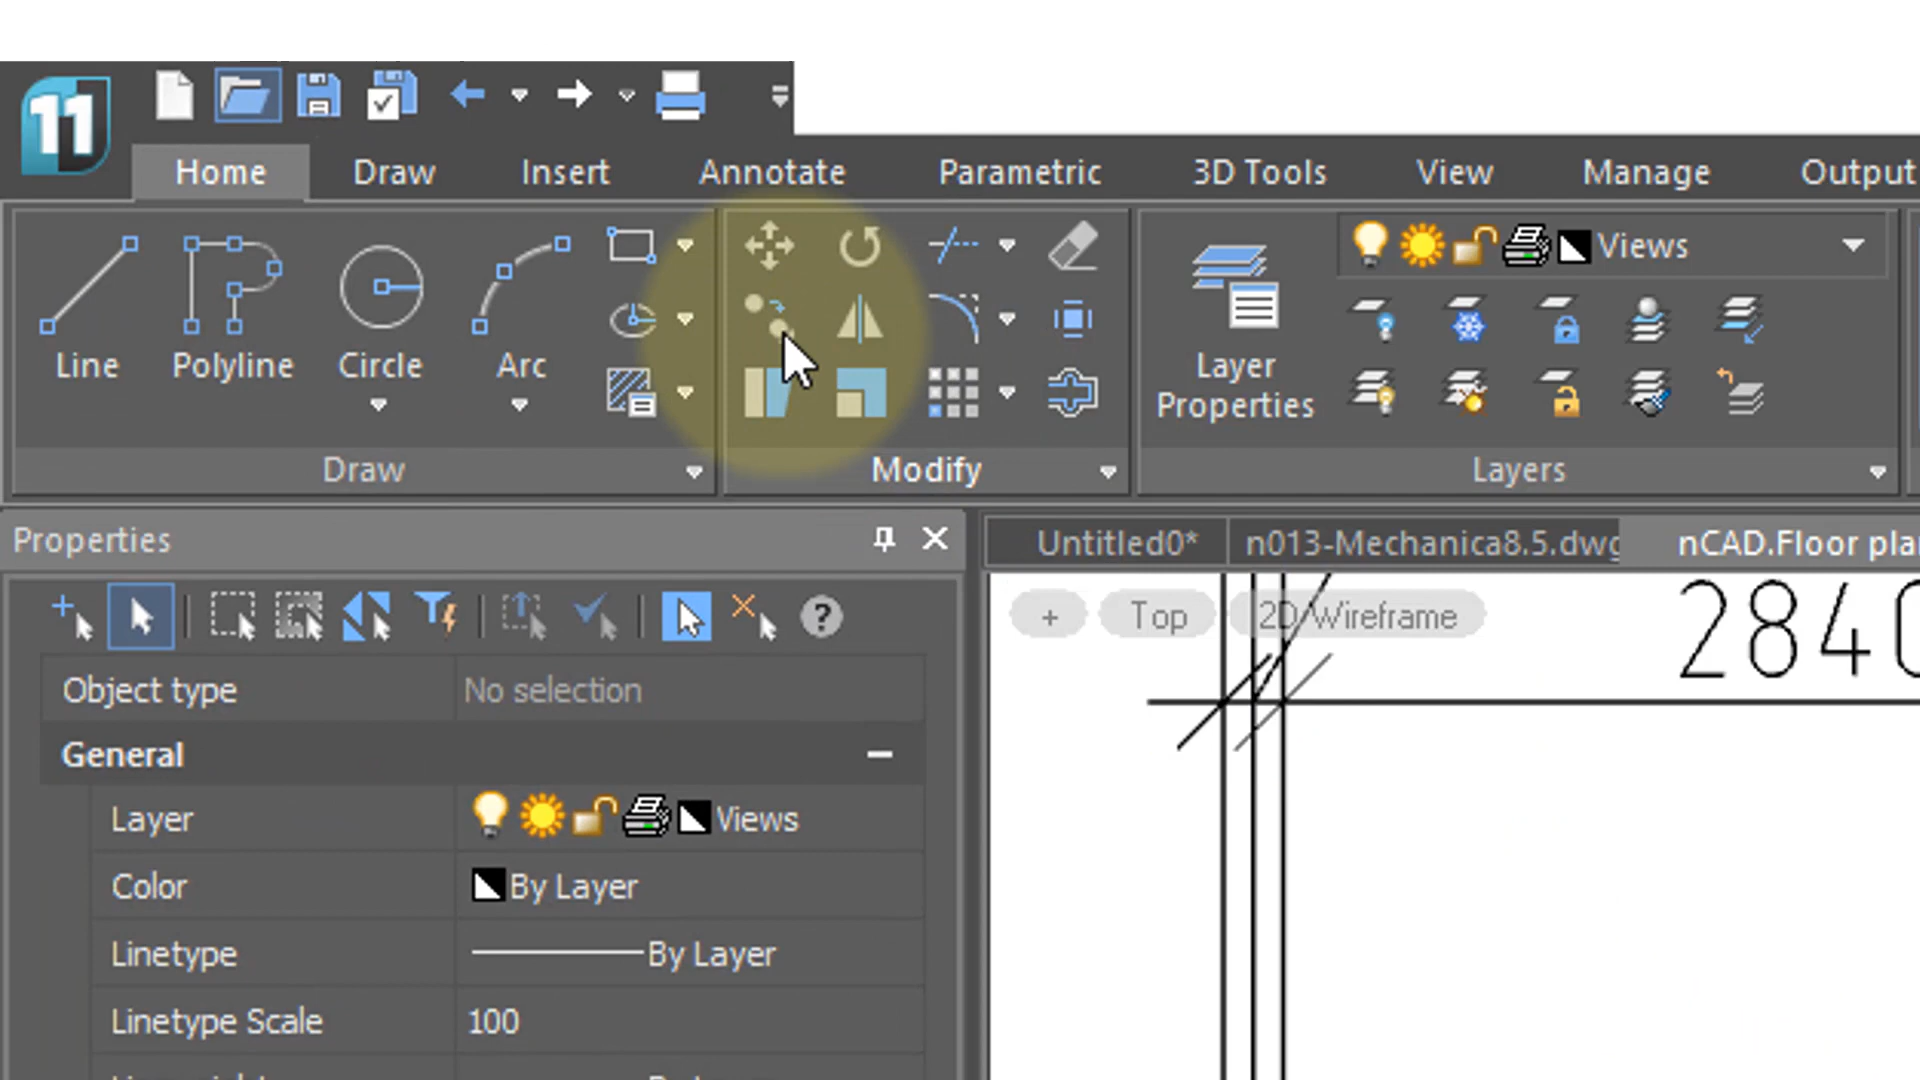 11
Home Draw Insert Annotate Parametric 3D Tools View Manage Output
Views
Line Polyline Circle Arc
Layer
Properties
Draw Modify Layers
Properties
Untitled0* n013-Mechanica8.5.dwg nCAD.Floor pla
+ Top 2D Wireframe
284
Object type No selection
General
Layer Views
Color By Layer
Linetype By Layer
Linetype Scale 100